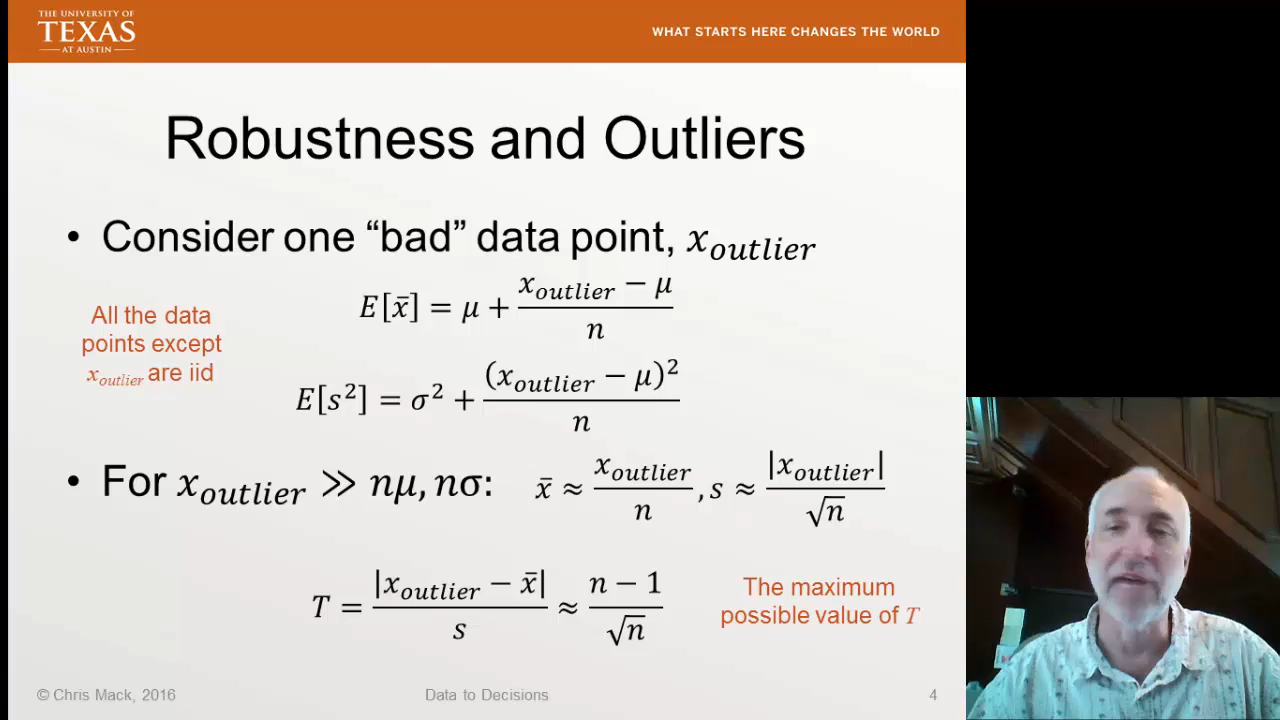 THE UNIVERSITY OF
TEXAS
AT AUSTIN
WHAT STARTS HERE CHANGES THE WORLD
Robustness and Outliers
• Consider one “bad” data point, x_outlier
All the data
points except
x_outlier are iid
E[x̄] = μ + (x_outlier − μ)/n
E[s²] = σ² + (x_outlier − μ)²/n
• For x_outlier ≫ nμ, nσ: x̄ ≈ x_outlier/n, s ≈ |x_outlier|/√n
T = |x_outlier − x̄|/s ≈ (n − 1)/√n
The maximum
possible value of T
© Chris Mack, 2016
Data to Decisions
4